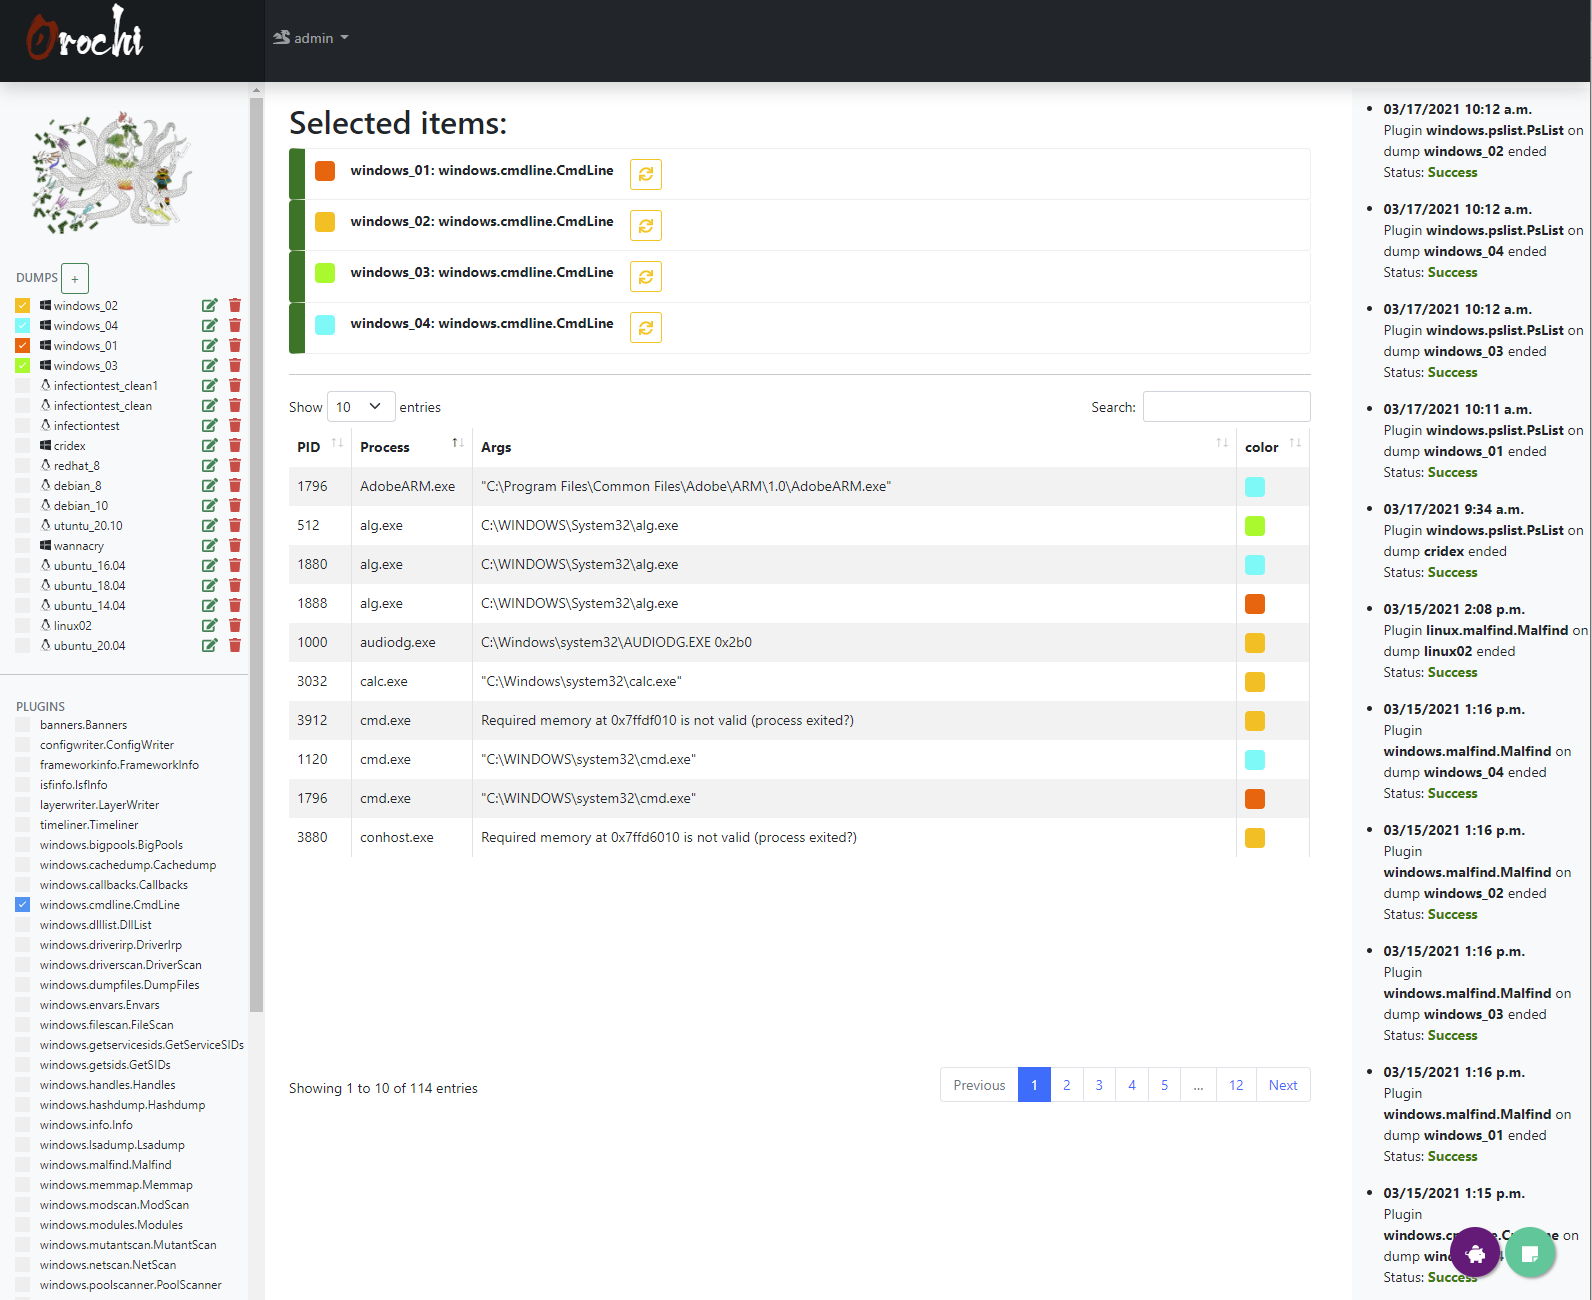 Orochi
admin
DUMPS +
windows_02
windows_04
windows_01
windows_03
infectiontest_clean1
infectiontest_clean
infectiontest
cridex
redhat_8
debian_8
debian_10
ututu_20.10
wannacry
ubuntu_16.04
ubuntu_18.04
ubuntu_14.04
linux02
ubuntu_20.04
PLUGINS
banners.Banners
configwriter.ConfigWriter
frameworkinfo.FrameworkInfo
isfinfo.IsfInfo
layerwriter.LayerWriter
timeliner.Timeliner
windows.bigpools.BigPools
windows.cachedump.Cachedump
windows.callbacks.Callbacks
windows.cmdline.CmdLine
windows.dlllist.DllList
windows.driverirp.DriverIrp
windows.driverscan.DriverScan
windows.dumpfiles.DumpFiles
windows.envars.Envars
windows.filescan.FileScan
windows.getservicesids.GetServiceSIDs
windows.getsids.GetSIDs
windows.handles.Handles
windows.hashdump.Hashdump
windows.info.Info
windows.lsadump.Lsadump
windows.malfind.Malfind
windows.memmap.Memmap
windows.modscan.ModScan
windows.modules.Modules
windows.mutantscan.MutantScan
windows.netscan.NetScan
windows.poolscanner.PoolScanner
Selected items:
windows_01: windows.cmdline.CmdLine
windows_02: windows.cmdline.CmdLine
windows_03: windows.cmdline.CmdLine
windows_04: windows.cmdline.CmdLine
Show 10 entries Search:
PID Process Args color
1796 AdobeARM.exe "C:\Program Files\Common Files\Adobe\ARM\1.0\AdobeARM.exe"
512 alg.exe C:\WINDOWS\System32\alg.exe
1880 alg.exe C:\WINDOWS\System32\alg.exe
1888 alg.exe C:\WINDOWS\System32\alg.exe
1000 audiodg.exe C:\Windows\system32\AUDIODG.EXE 0x2b0
3032 calc.exe "C:\Windows\system32\calc.exe"
3912 cmd.exe Required memory at 0x7ffdf010 is not valid (process exited?)
1120 cmd.exe "C:\WINDOWS\system32\cmd.exe"
1796 cmd.exe "C:\WINDOWS\system32\cmd.exe"
3880 conhost.exe Required memory at 0x7ffd6010 is not valid (process exited?)
Showing 1 to 10 of 114 entries Previous 1 2 3 4 5 ... 12 Next
03/17/2021 10:12 a.m.
Plugin windows.pslist.PsList on
dump windows_02 ended
Status: Success
03/17/2021 10:12 a.m.
Plugin windows.pslist.PsList on
dump windows_04 ended
Status: Success
03/17/2021 10:12 a.m.
Plugin windows.pslist.PsList on
dump windows_03 ended
Status: Success
03/17/2021 10:11 a.m.
Plugin windows.pslist.PsList on
dump windows_01 ended
Status: Success
03/17/2021 9:34 a.m.
Plugin windows.pslist.PsList on
dump cridex ended
Status: Success
03/15/2021 2:08 p.m.
Plugin linux.malfind.Malfind on
dump linux02 ended
Status: Success
03/15/2021 1:16 p.m.
Plugin
windows.malfind.Malfind on
dump windows_04 ended
Status: Success
03/15/2021 1:16 p.m.
Plugin
windows.malfind.Malfind on
dump windows_02 ended
Status: Success
03/15/2021 1:16 p.m.
Plugin
windows.malfind.Malfind on
dump windows_03 ended
Status: Success
03/15/2021 1:16 p.m.
Plugin
windows.malfind.Malfind on
dump windows_01 ended
Status: Success
03/15/2021 1:15 p.m.
Plugin
on
dump
Status: Success